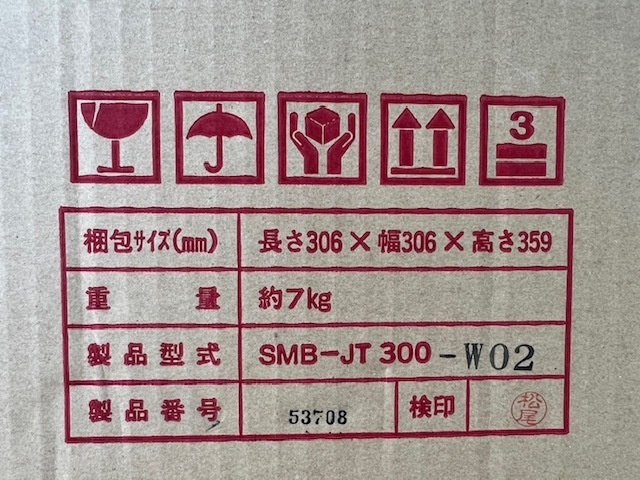 3
梱包サイズ(mm) 長さ306×幅306×高さ359
重量 約7kg
製品型式 SMB-JT 300-W02
製品番号 53708 検印 松尾